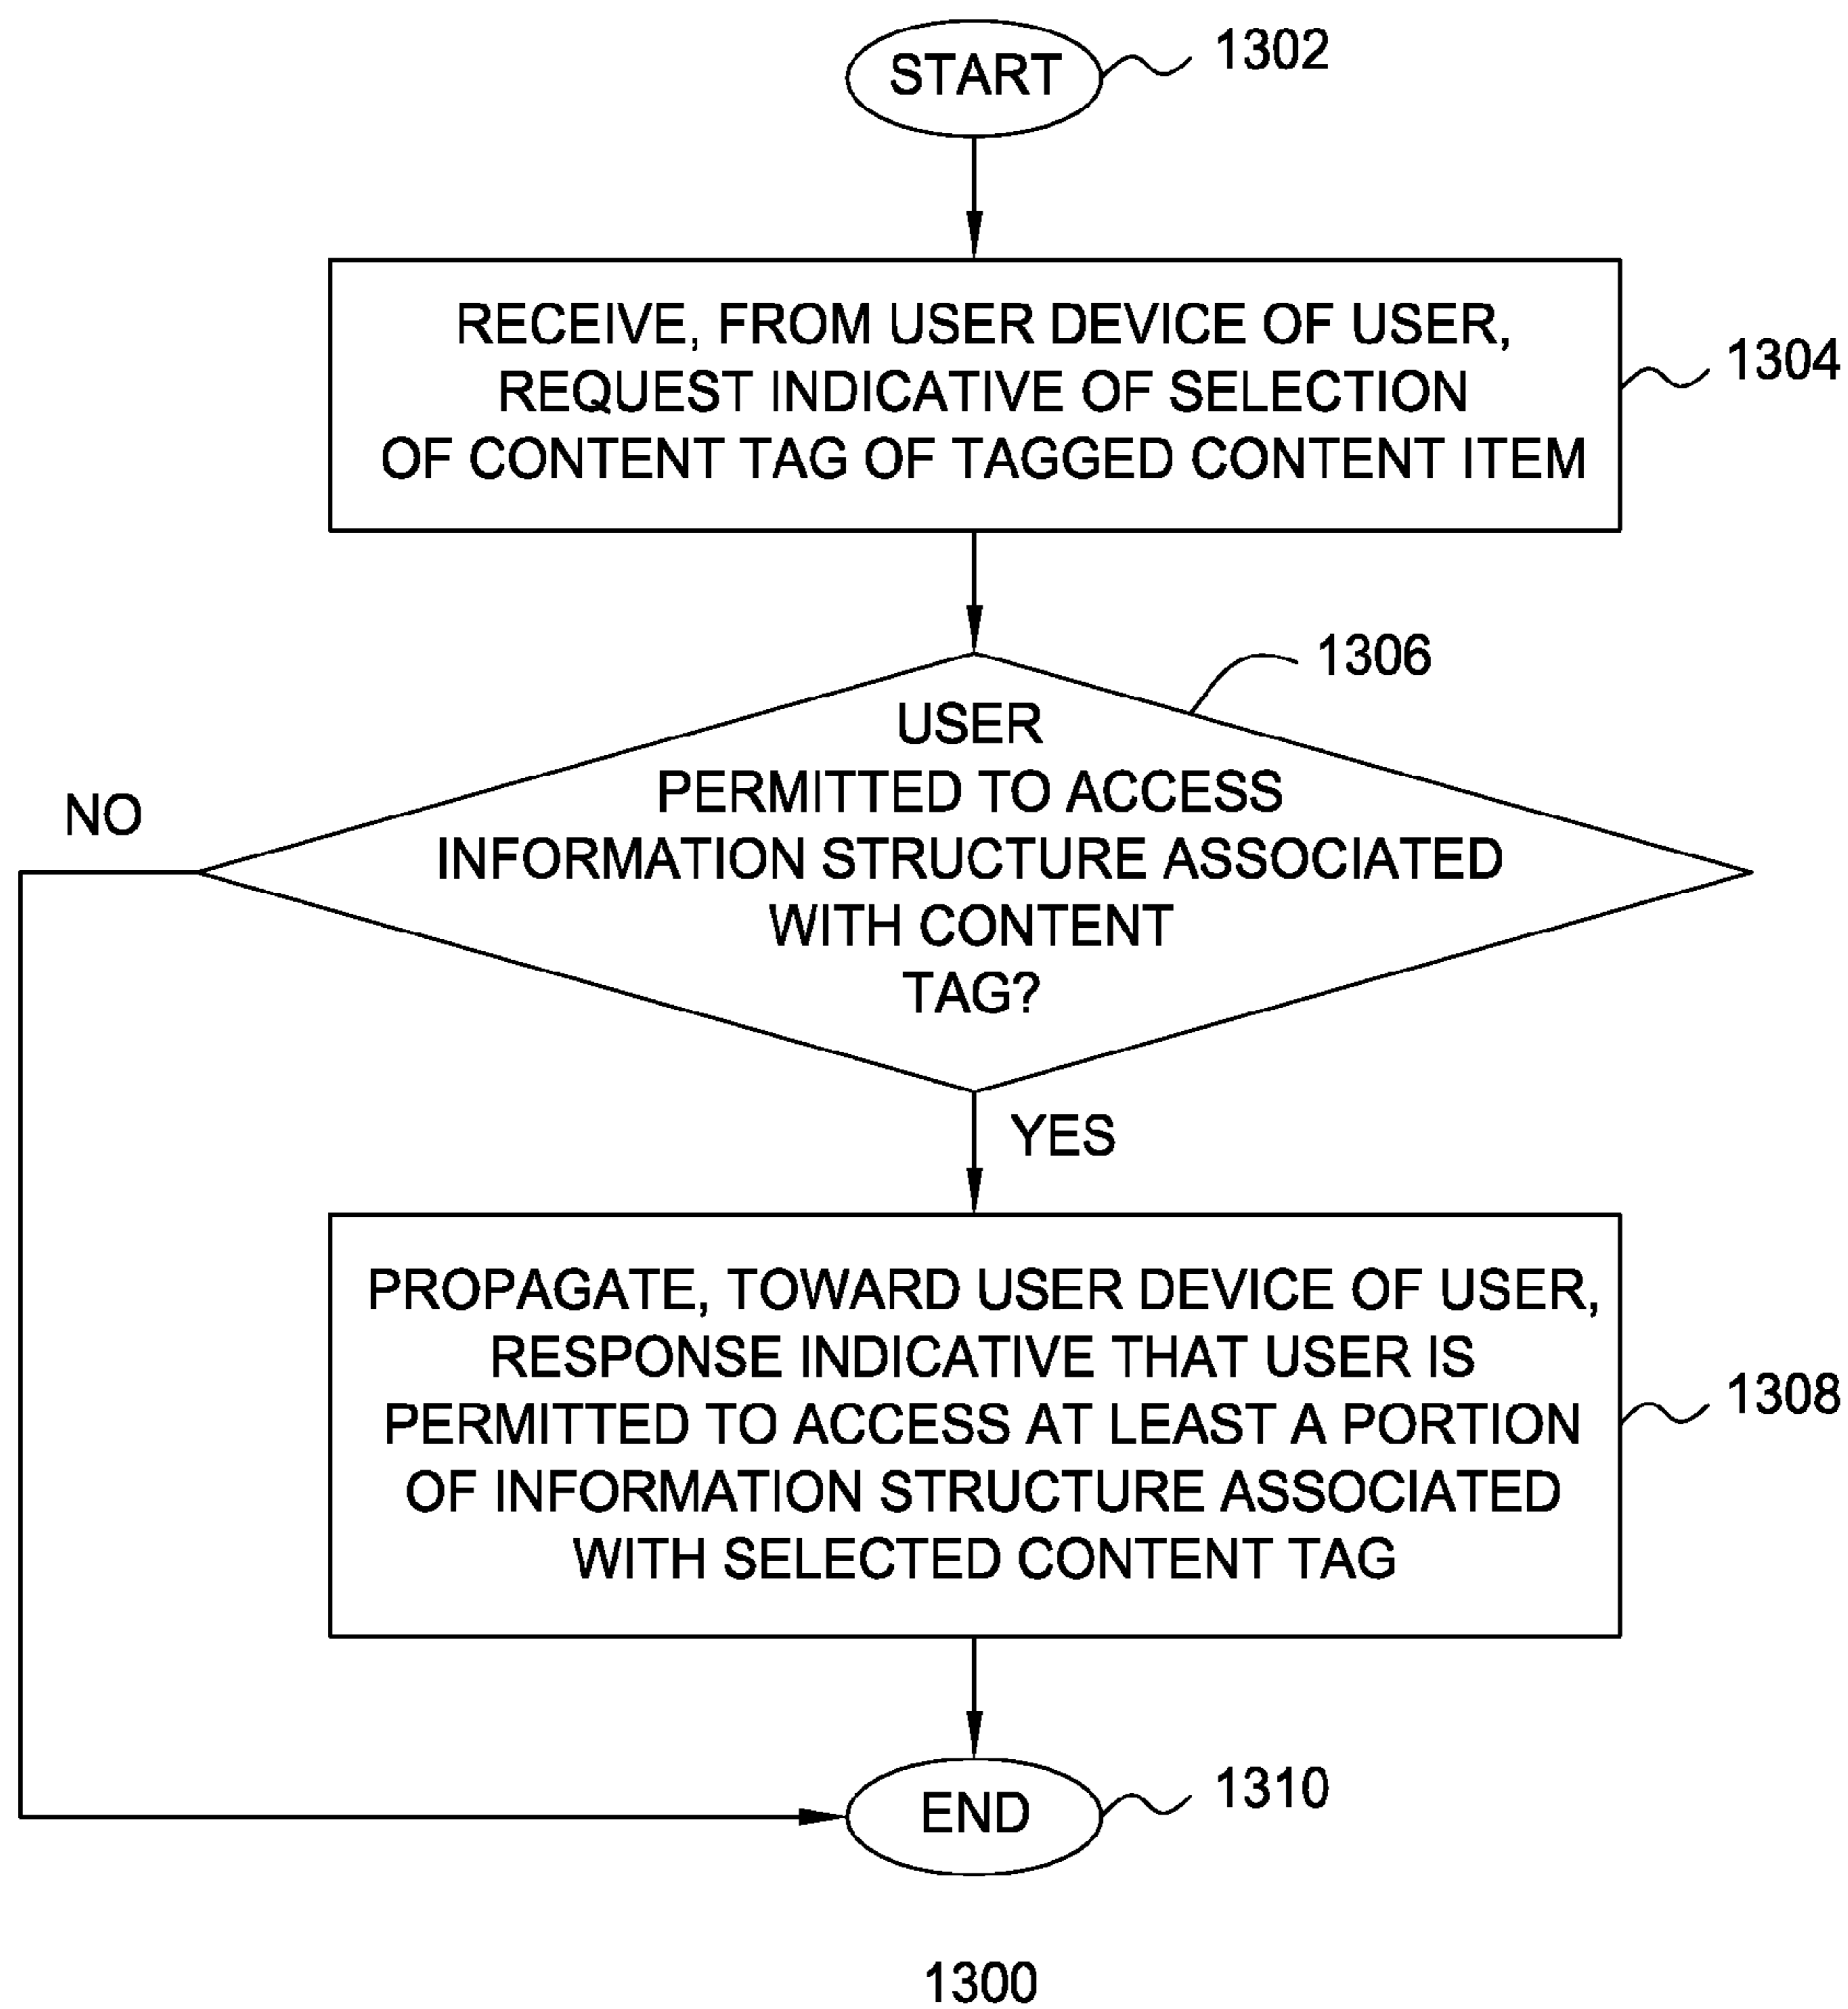 START
1302
RECEIVE, FROM USER DEVICE OF USER,
REQUEST INDICATIVE OF SELECTION
OF CONTENT TAG OF TAGGED CONTENT ITEM
1304
1306
USER
PERMITTED TO ACCESS
INFORMATION STRUCTURE ASSOCIATED
WITH CONTENT
TAG?
NO
YES
PROPAGATE, TOWARD USER DEVICE OF USER,
RESPONSE INDICATIVE THAT USER IS
PERMITTED TO ACCESS AT LEAST A PORTION
OF INFORMATION STRUCTURE ASSOCIATED
WITH SELECTED CONTENT TAG
1308
END
1310
1300